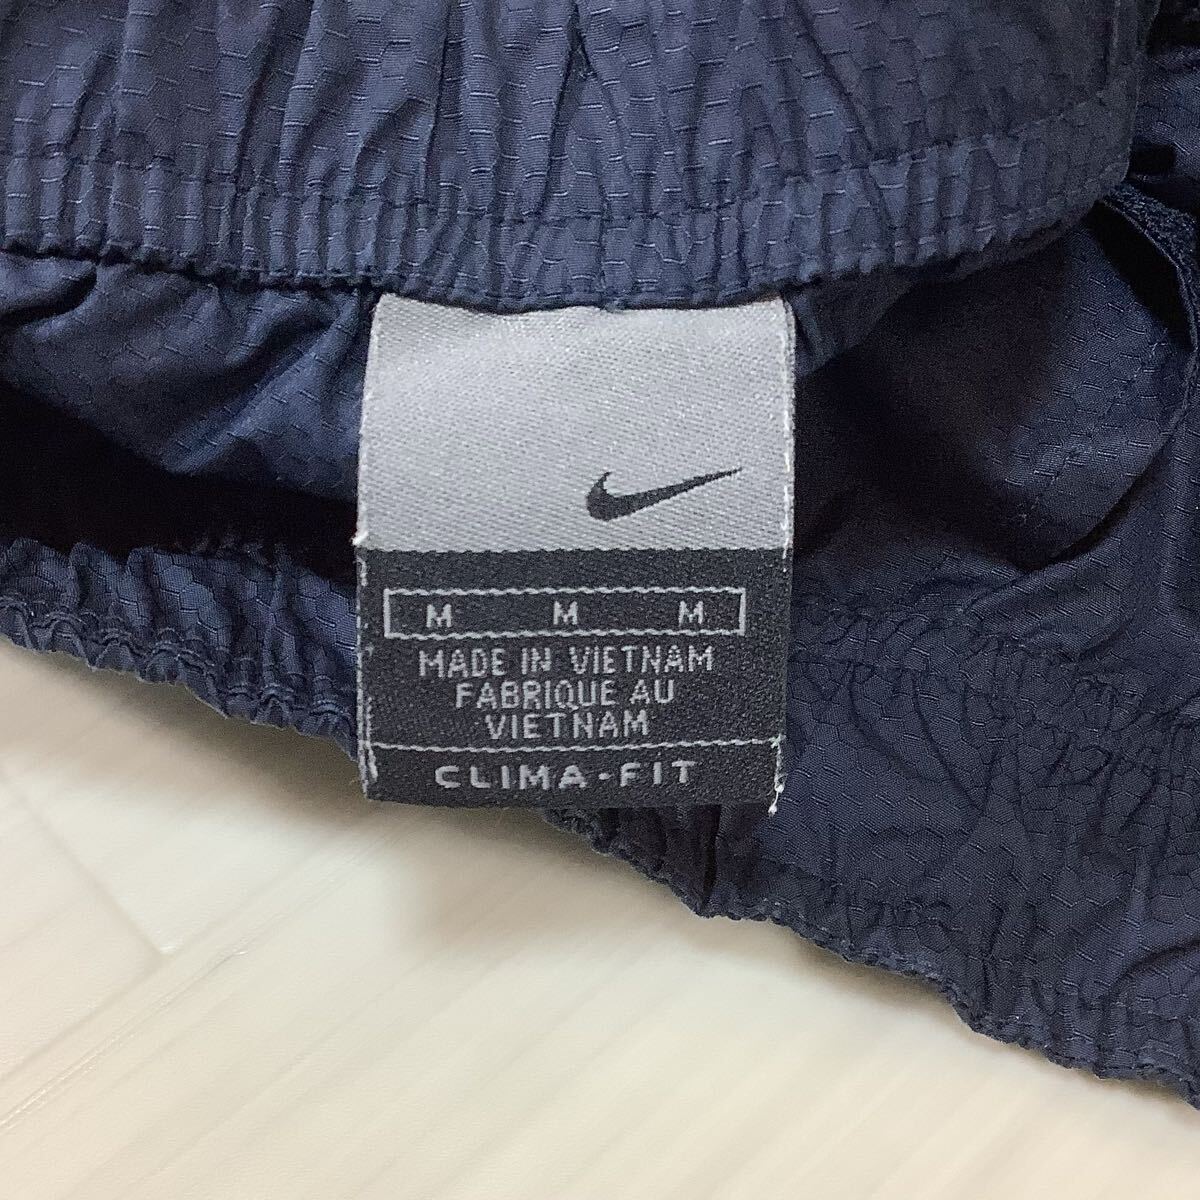 M M M
MADE IN VIETNAM
FABRIQUE AU
VIETNAM
CLIMA-FIT